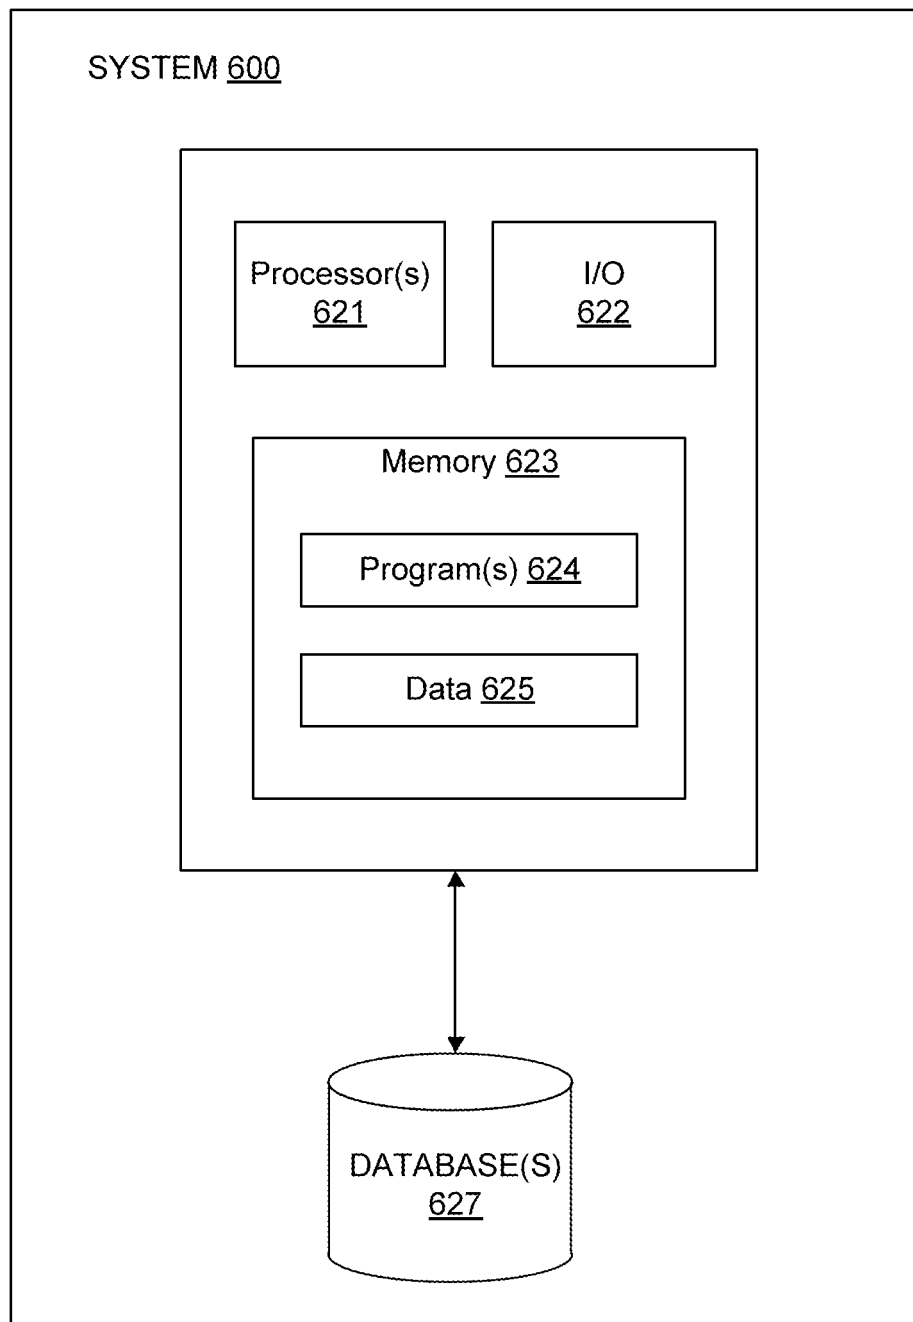 SYSTEM 600
Processor(s)
621
I/O
622
Memory 623
Program(s) 624
Data 625
DATABASE(S)
627